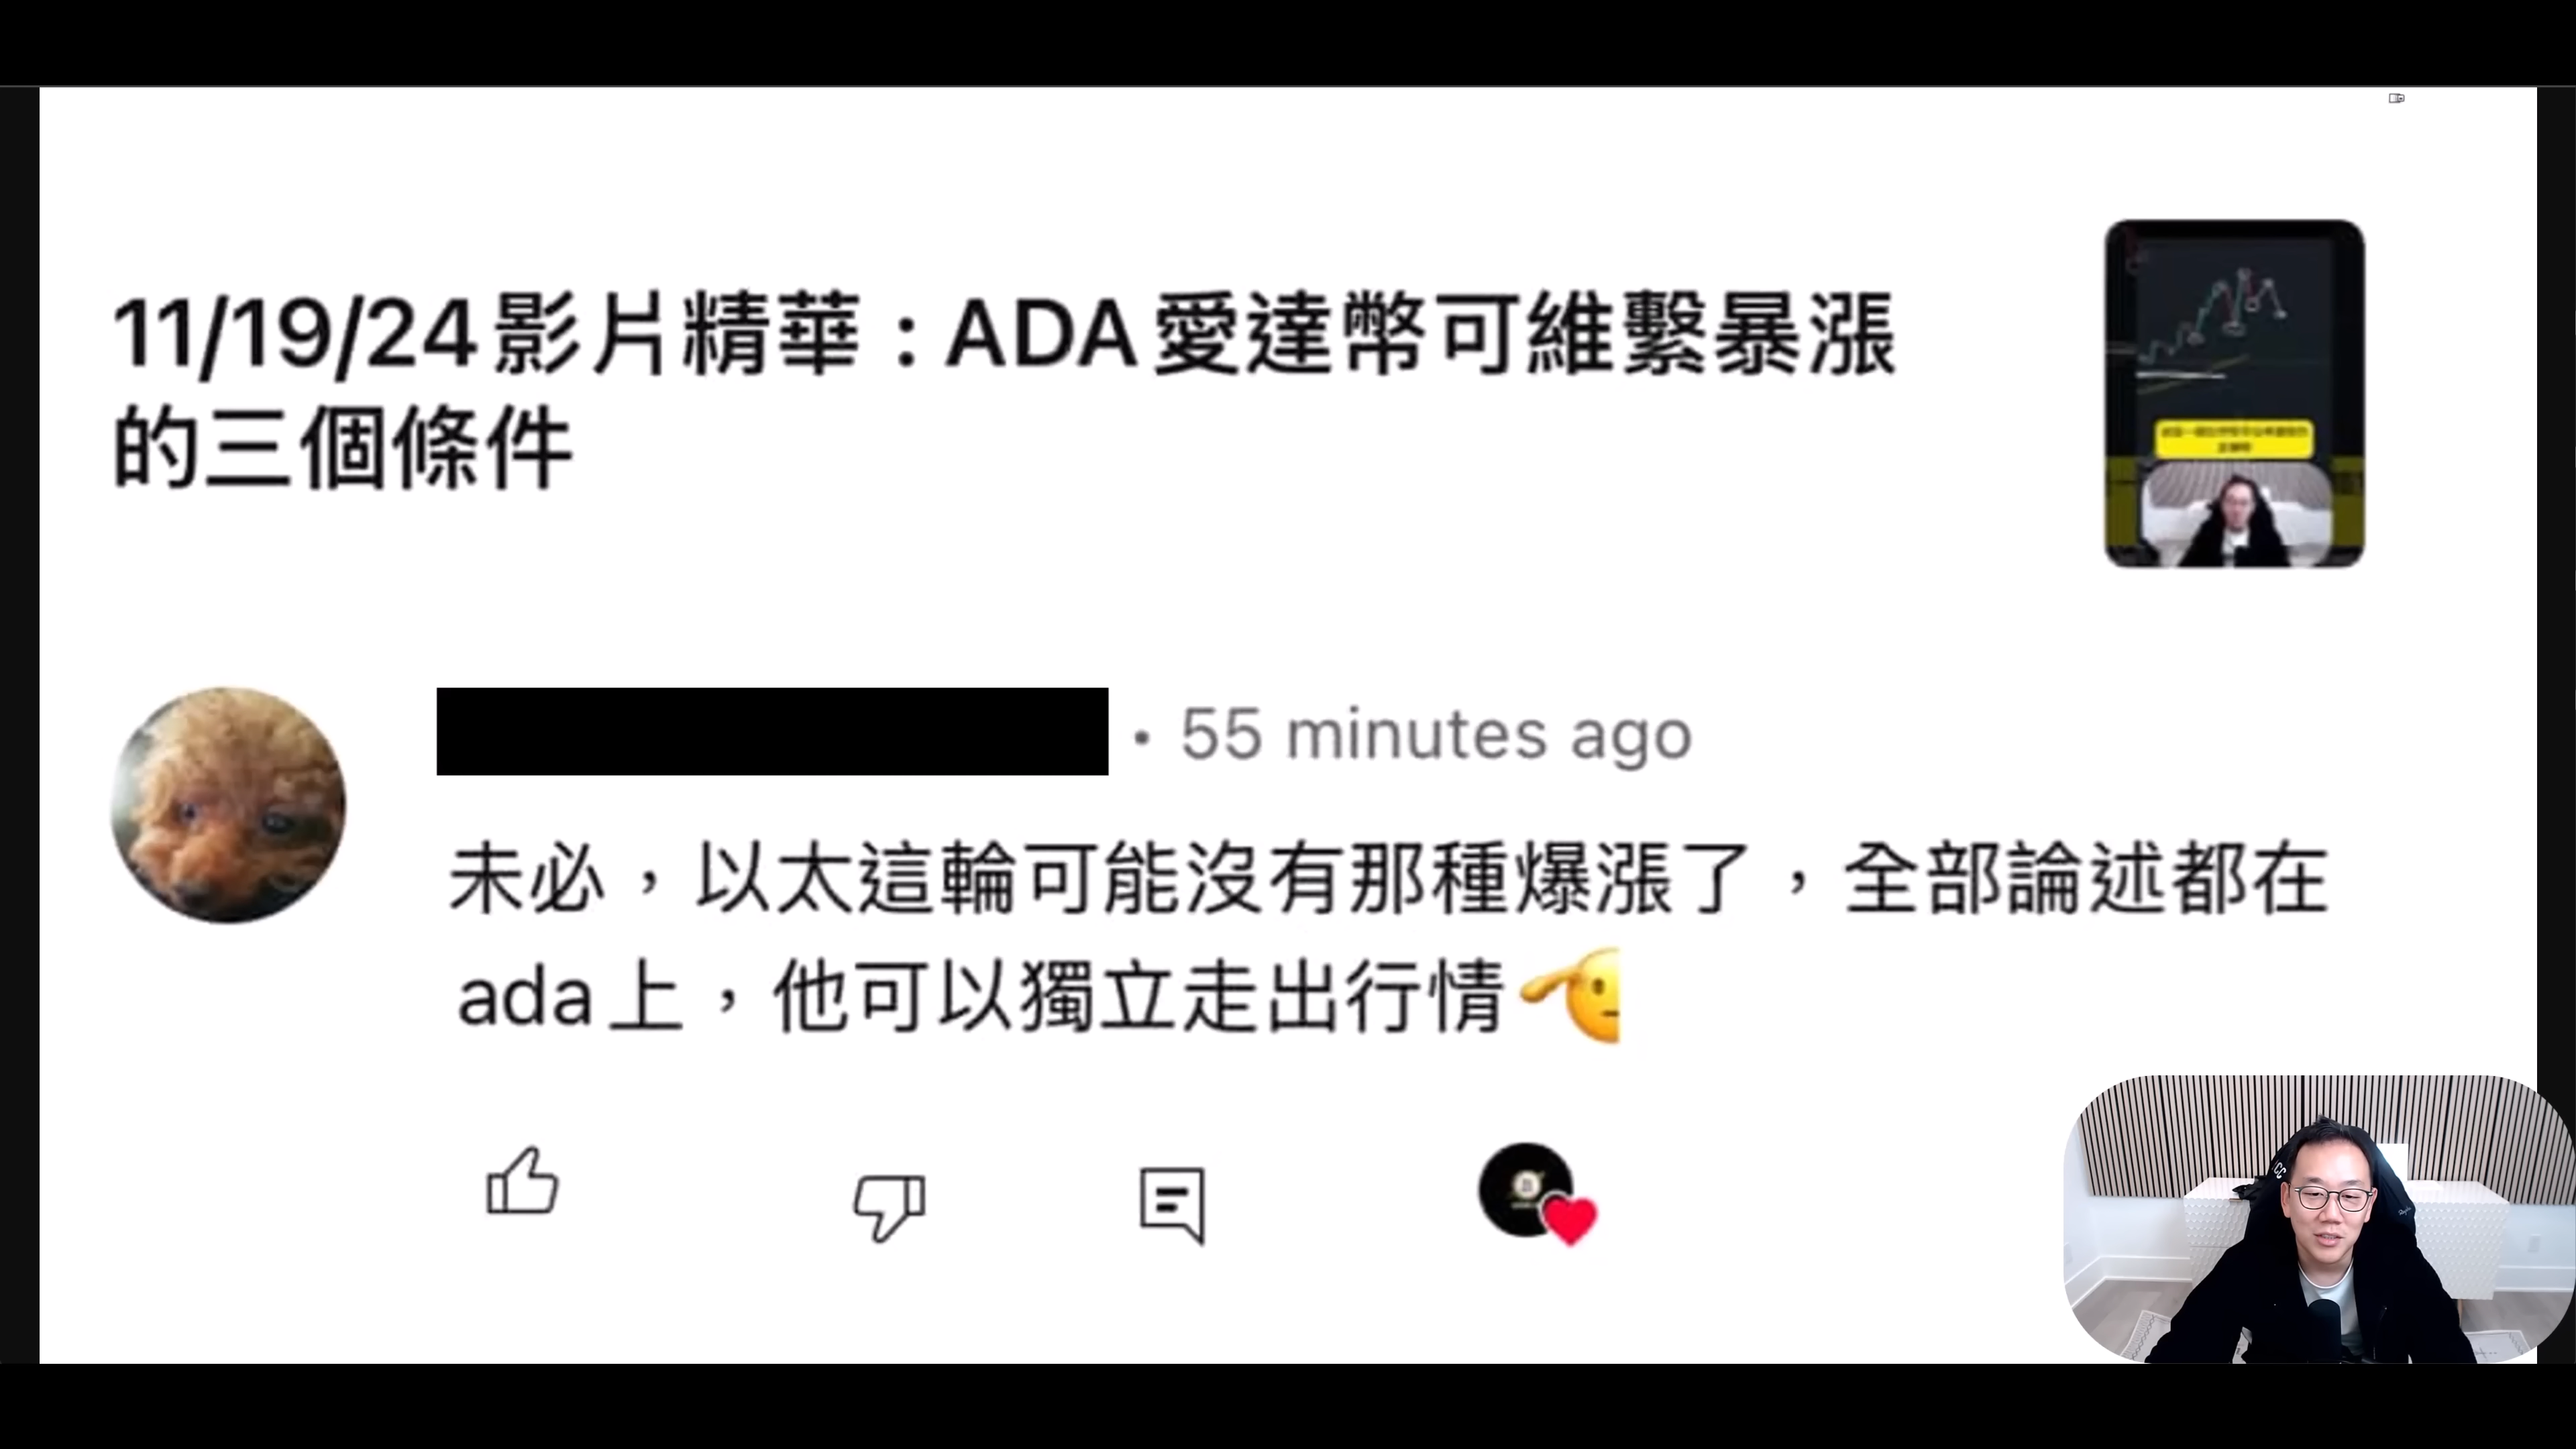 11/19/24影片精華：ADA愛達幣可維繫暴漲
的三個條件
• 55 minutes ago
未必，以太這輪可能沒有那種爆漲了，全部論述都在
ada上，他可以獨立走出行情